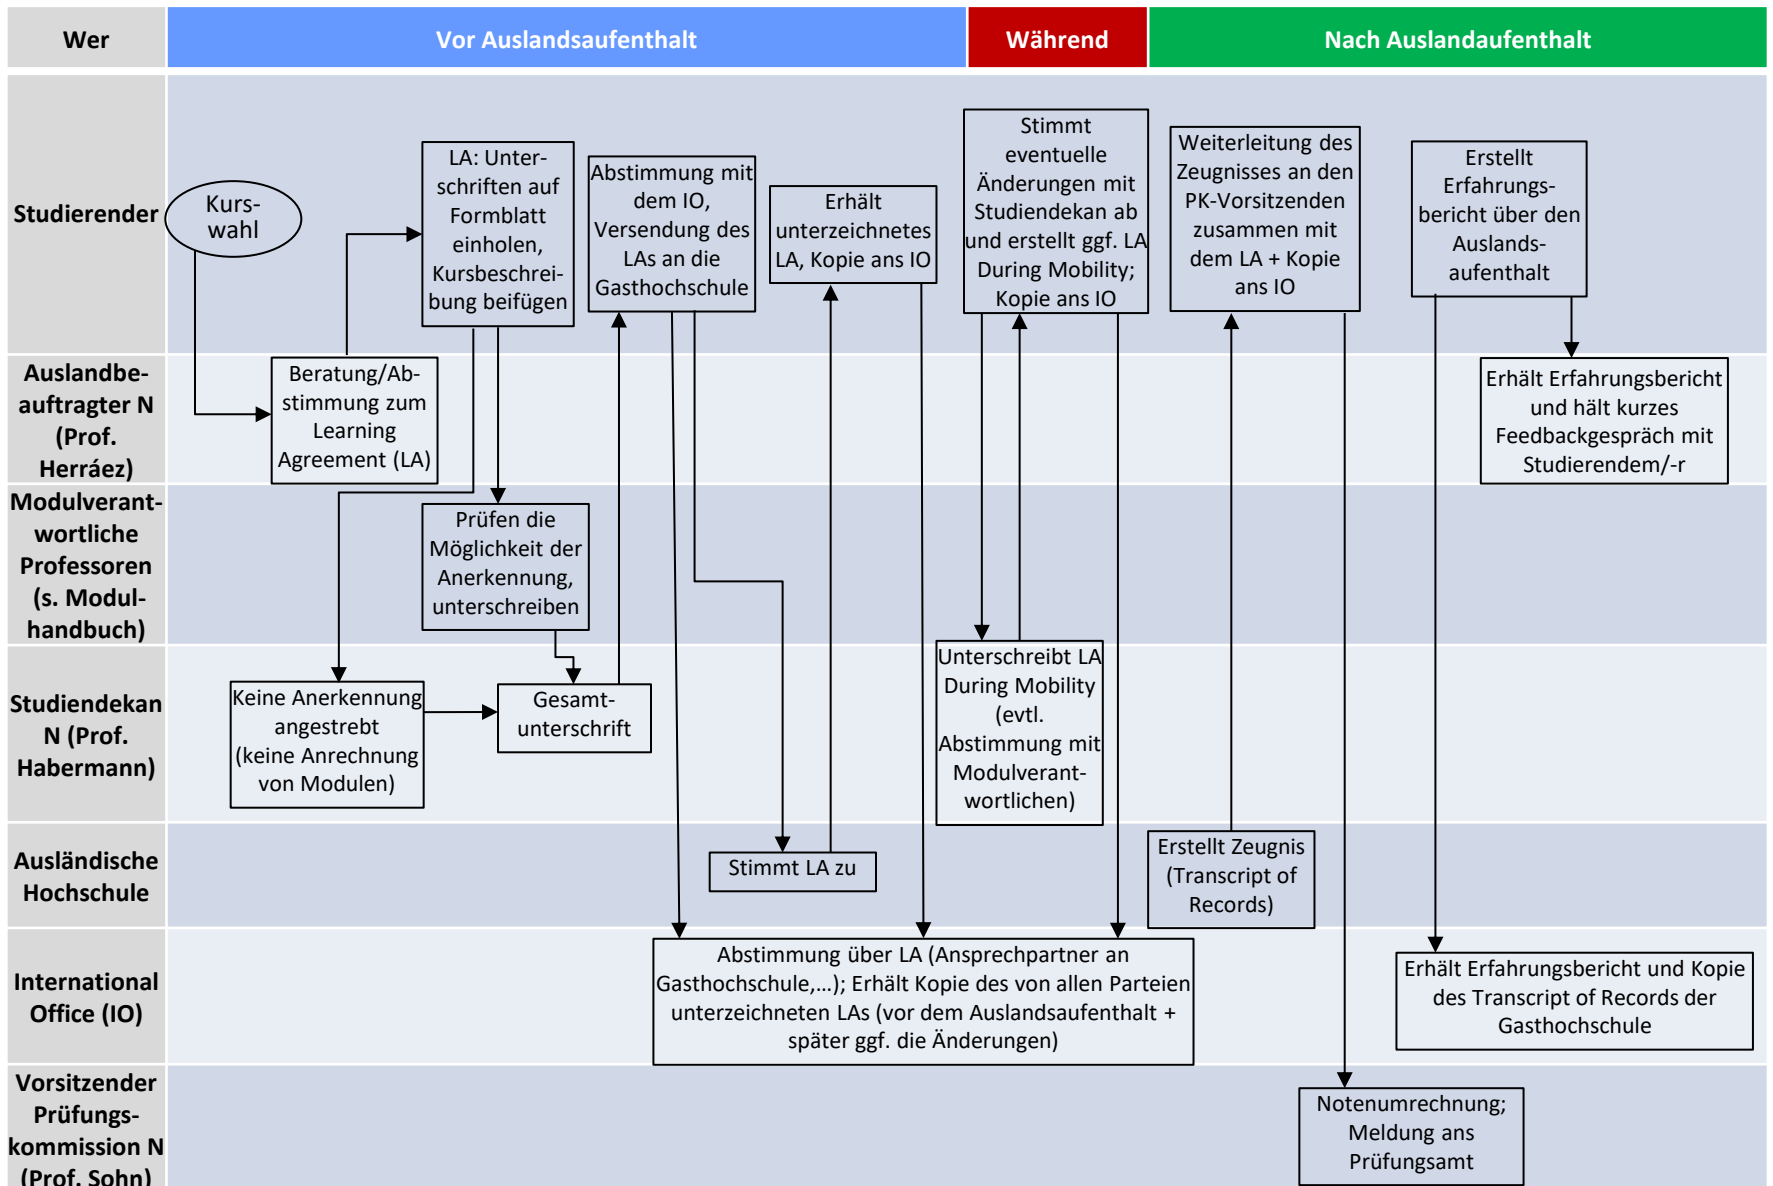 Wer
Vor Auslandsaufenthalt
Während
Nach Auslandaufenthalt
Studierender
Kurs-
wahl
LA: Unter-
schriften auf
Formblatt
einholen,
Kursbeschrei-
bung beifügen
Abstimmung mit
dem IO,
Versendung des
LAs an die
Gasthochschule
Erhält
unterzeichnetes
LA, Kopie ans IO
Stimmt
eventuelle
Änderungen mit
Studiendekan ab
und erstellt ggf. LA
During Mobility;
Kopie ans IO
Weiterleitung des
Zeugnisses an den
PK-Vorsitzenden
zusammen mit
dem LA + Kopie
ans IO
Erstellt
Erfahrungs-
bericht über den
Auslands-
aufenthalt
Auslandbe-
auftragter N
(Prof.
Herráez)
Beratung/Ab-
stimmung zum
Learning
Agreement (LA)
Erhält Erfahrungsbericht
und hält kurzes
Feedbackgespräch mit
Studierendem/-r
Modulverant-
wortliche
Professoren
(s. Modul-
handbuch)
Prüfen die
Möglichkeit der
Anerkennung,
unterschreiben
Studiendekan
N (Prof.
Habermann)
Keine Anerkennung
angestrebt
(keine Anrechnung
von Modulen)
Gesamt-
unterschrift
Unterschreibt LA
During Mobility
(evtl.
Abstimmung mit
Modulverant-
wortlichen)
Ausländische
Hochschule
Stimmt LA zu
Erstellt Zeugnis
(Transcript of
Records)
International
Office (IO)
Abstimmung über LA (Ansprechpartner an
Gasthochschule,...); Erhält Kopie des von allen Parteien
unterzeichneten LAs (vor dem Auslandsaufenthalt +
später ggf. die Änderungen)
Erhält Erfahrungsbericht und Kopie
des Transcript of Records der
Gasthochschule
Vorsitzender
Prüfungs-
kommission N
(Prof. Sohn)
Notenumrechnung;
Meldung ans
Prüfungsamt